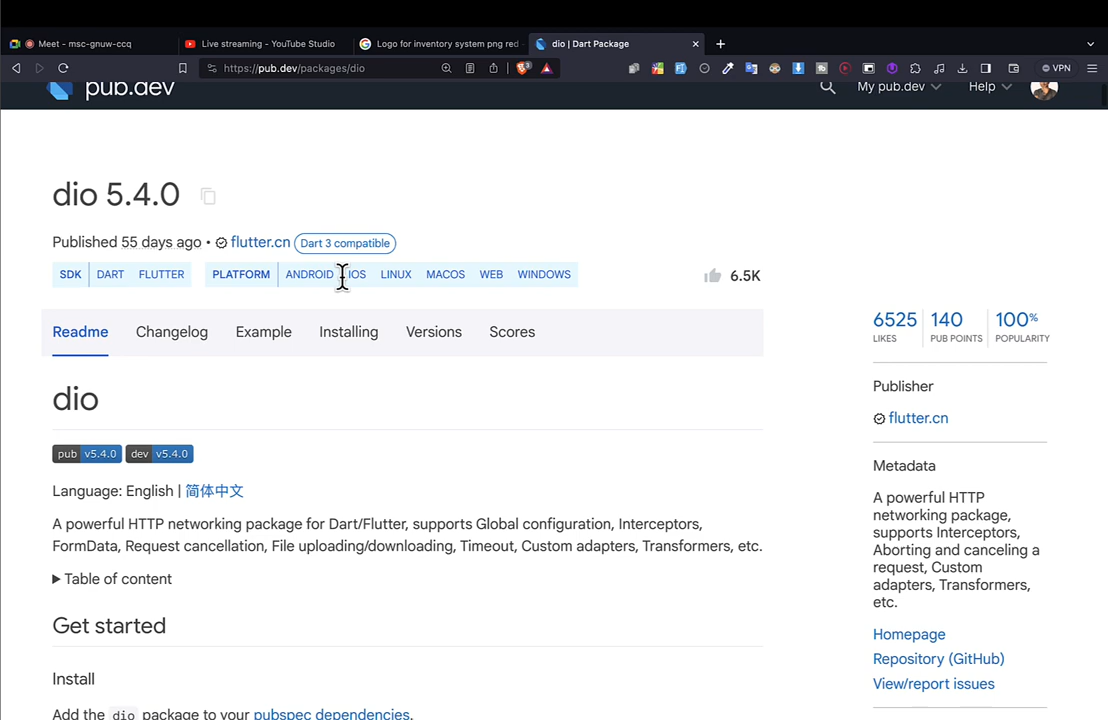 Meet - msc-gnuw-ccq
Live streaming - YouTube Studio
Logo for inventory system png red
dio | Dart Package
https://pub.dev/packages/dio
VPN
pub.dev
My pub.dev
Help
dio 5.4.0
Published 55 days ago • flutter.cn Dart 3 compatible
SDK DART FLUTTER PLATFORM ANDROID IOS LINUX MACOS WEB WINDOWS
6.5K
Readme Changelog Example Installing Versions Scores
dio
pub v5.4.0 dev v5.4.0
Language: English | 简体中文
A powerful HTTP networking package for Dart/Flutter, supports Global configuration, Interceptors,
FormData, Request cancellation, File uploading/downloading, Timeout, Custom adapters, Transformers, etc.
Table of content
Get started
Install
Add the dio package to your pubspec dependencies.
6525 140 100%
LIKES PUB POINTS POPULARITY
Publisher
flutter.cn
Metadata
A powerful HTTP
networking package,
supports Interceptors,
Aborting and canceling a
request, Custom
adapters, Transformers,
etc.
Homepage
Repository (GitHub)
View/report issues